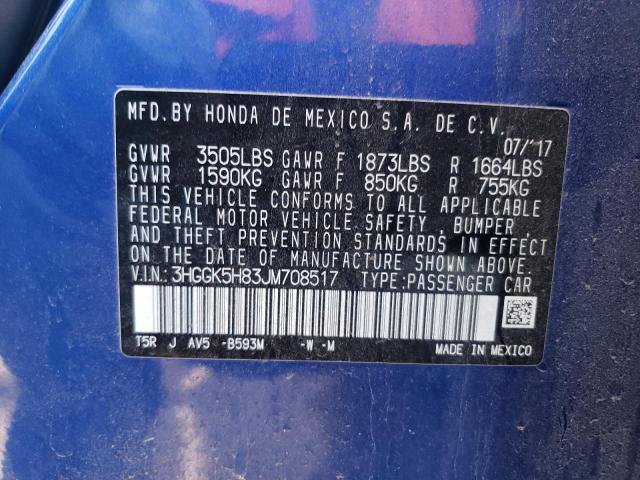 MFD.BY HONDA DE MEXICO S.A. DE C.V.
07/'17
GVWR 3505LBS GAWR F 1873LBS R 1664LBS
GVWR 1590KG GAWR F 850KG R 755KG
THIS VEHICLE CONFORMS TO ALL APPLICABLE
FEDERAL MOTOR VEHICLE SAFETY, BUMPER,
AND THEFT PREVENTION STANDARDS IN EFFECT
ON THE DATE OF MANUFACTURE SHOWN ABOVE.
V.I.N.: 3HGGK5H83JM708517 TYPE: PASSENGER CAR
T5R J AV5 -B593M -W -M
MADE IN MEXICO